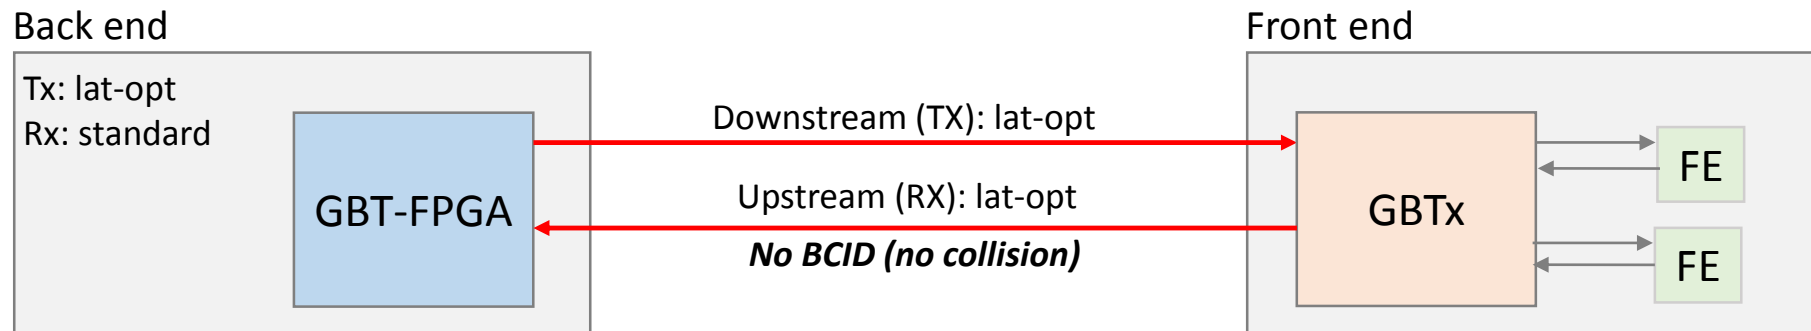 Back end
Front end
Tx: lat-opt
Rx: standard
Downstream (TX): lat-opt
GBT-FPGA
Upstream (RX): lat-opt
No BCID (no collision)
GBTx
FE
FE